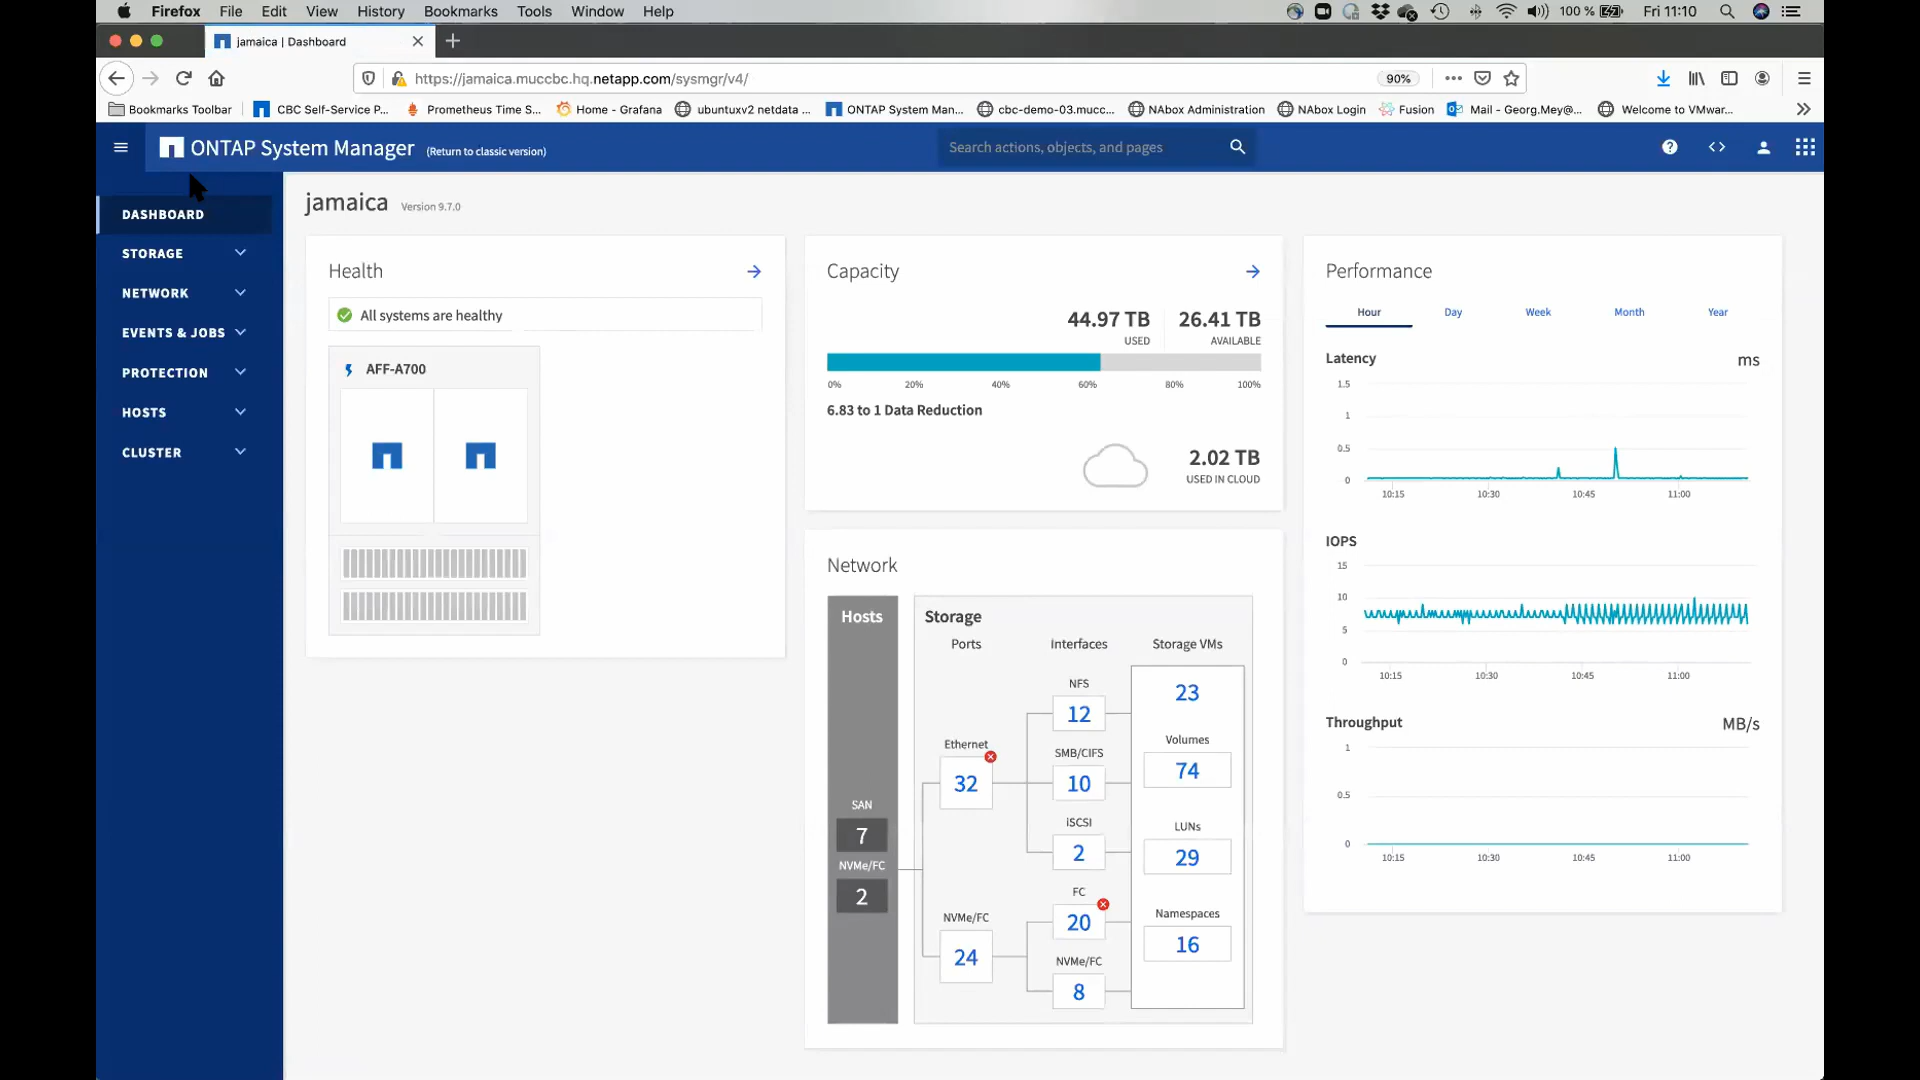 Firefox File Edit View History Bookmarks Tools Window Help 100 % Fri 11:10
jamaica | Dashboard
https://jamaica.muccbc.hq.netapp.com/sysmgr/v4/ 90%
Bookmarks Toolbar CBC Self-Service P... Prometheus Time S... Home - Grafana ubuntuxv2 netdata ... ONTAP System Man... cbc-demo-03.mucc... NAbox Administration NAbox Login Fusion Mail - Georg.Mey@... Welcome to VMwar...
ONTAP System Manager (Return to classic version) Search actions, objects, and pages
DASHBOARD
STORAGE
NETWORK
EVENTS & JOBS
PROTECTION
HOSTS
CLUSTER
jamaica Version 9.7.0
Health
All systems are healthy
AFF-A700
Capacity
44.97 TB 26.41 TB
USED AVAILABLE
0% 20% 40% 60% 80% 100%
6.83 to 1 Data Reduction
2.02 TB
USED IN CLOUD
Network
Hosts
SAN
7
NVMe/FC
2
Storage
Ports Interfaces Storage VMs
Ethernet
32
NVMe/FC
24
NFS
12
SMB/CIFS
10
iSCSI
2
FC
20
NVMe/FC
8
23
Volumes
74
LUNs
29
Namespaces
16
Performance
Hour Day Week Month Year
Latency ms
1.5
1
0.5
0
10:15 10:30 10:45 11:00
IOPS
15
10
5
0
10:15 10:30 10:45 11:00
Throughput MB/s
1
0.5
0
10:15 10:30 10:45 11:00